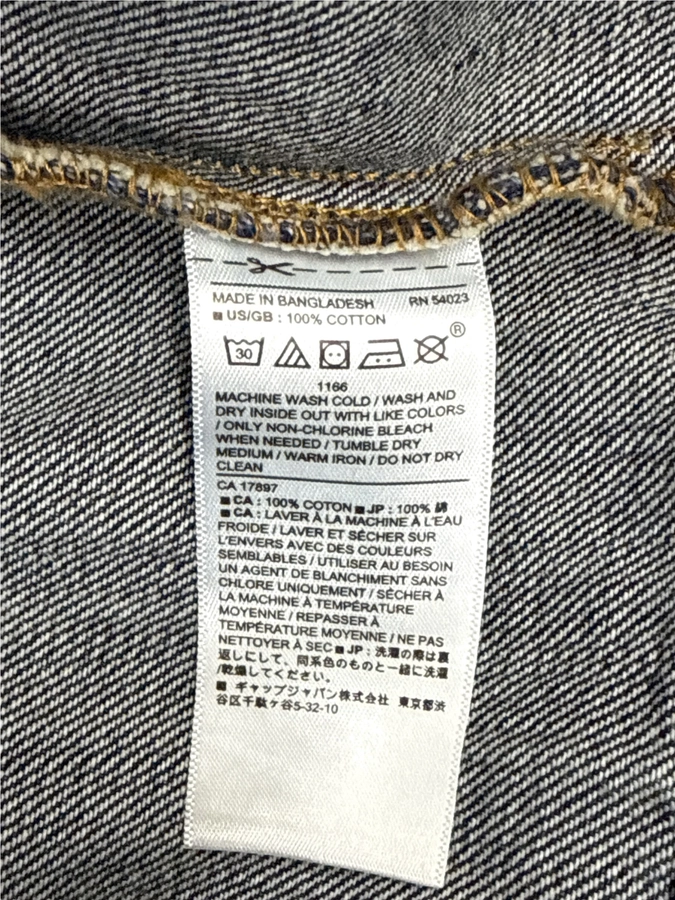 MADE IN BANGLADESH RN 54023
■ US/GB : 100% COTTON
30 ®
1166
MACHINE WASH COLD / WASH AND
DRY INSIDE OUT WITH LIKE COLORS
/ ONLY NON-CHLORINE BLEACH
WHEN NEEDED / TUMBLE DRY
MEDIUM / WARM IRON / DO NOT DRY
CLEAN
CA 17897
■ CA : 100% COTON ■ JP : 100% 綿
■ CA : LAVER À LA MACHINE À L'EAU
FROIDE / LAVER ET SÉCHER SUR
L'ENVERS AVEC DES COULEURS
SEMBLABLES / UTILISER AU BESOIN
UN AGENT DE BLANCHIMENT SANS
CHLORE UNIQUEMENT / SÉCHER À
LA MACHINE À TEMPÉRATURE
MOYENNE / REPASSER À
TEMPÉRATURE MOYENNE / NE PAS
NETTOYER À SEC ■ JP : 洗濯の際は裏
返しにして、同系色のものと一緒に洗濯
/乾燥してください。
■ ギャップジャパン株式会社 東京都渋
谷区千駄ヶ谷5-32-10